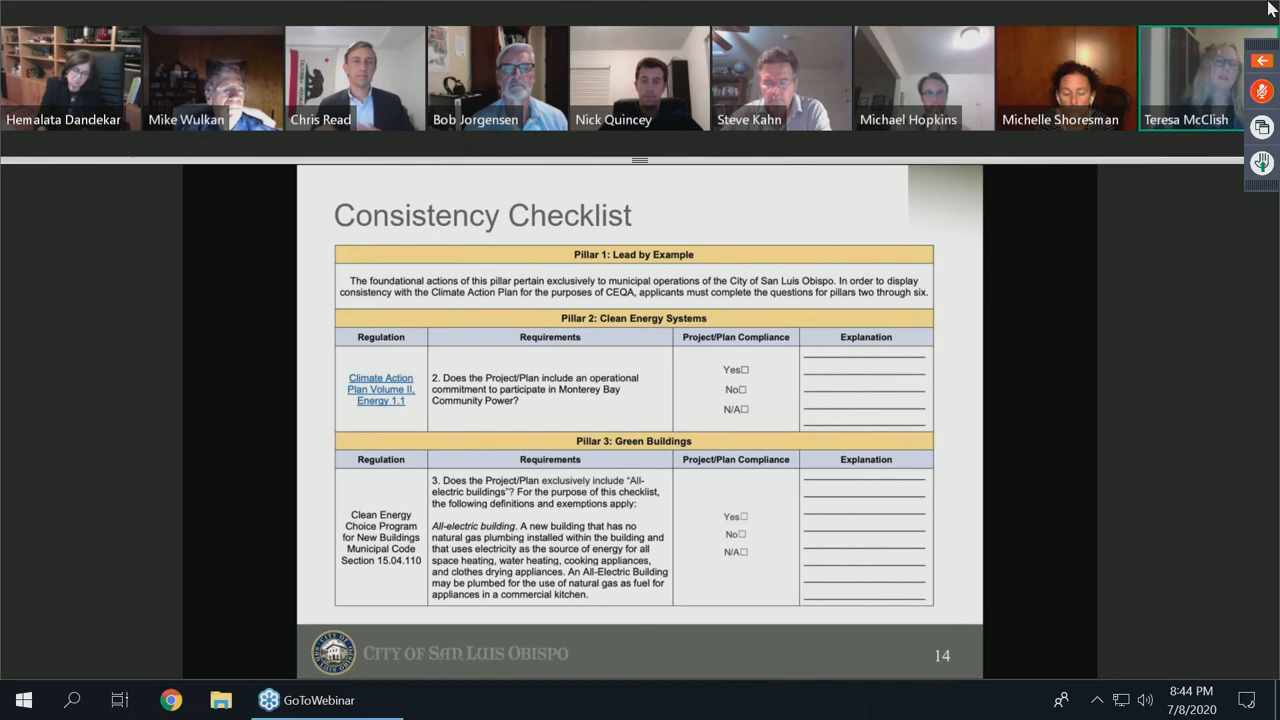 Hemalata Dandekar
Mike Wulkan
Chris Read
Bob Jorgensen
Nick Quincey
Steve Kahn
Michael Hopkins
Michelle Shoresman
Teresa McClish
Consistency Checklist
Pillar 1: Lead by Example
The foundational actions of this pillar pertain exclusively to municipal operations of the City of San Luis Obispo. In order to display
consistency with the Climate Action Plan for the purposes of CEQA, applicants must complete the questions for pillars two through six.
Pillar 2: Clean Energy Systems
Regulation
Requirements
Project/Plan Compliance
Explanation
Climate Action
Plan Volume II,
Energy 1.1
2. Does the Project/Plan include an operational
commitment to participate in Monterey Bay
Community Power?
Yes☐
No☐
N/A☐
Pillar 3: Green Buildings
Regulation
Requirements
Project/Plan Compliance
Explanation
Clean Energy
Choice Program
for New Buildings
Municipal Code
Section 15.04.110
3. Does the Project/Plan exclusively include “All-
electric buildings”? For the purpose of this checklist,
the following definitions and exemptions apply:
All-electric building. A new building that has no
natural gas plumbing installed within the building and
that uses electricity as the source of energy for all
space heating, water heating, cooking appliances,
and clothes drying appliances. An All-Electric Building
may be plumbed for the use of natural gas as fuel for
appliances in a commercial kitchen.
Yes☐
No☐
N/A☐
CITY OF SAN LUIS OBISPO
14
GoToWebinar
8:44 PM
7/8/2020